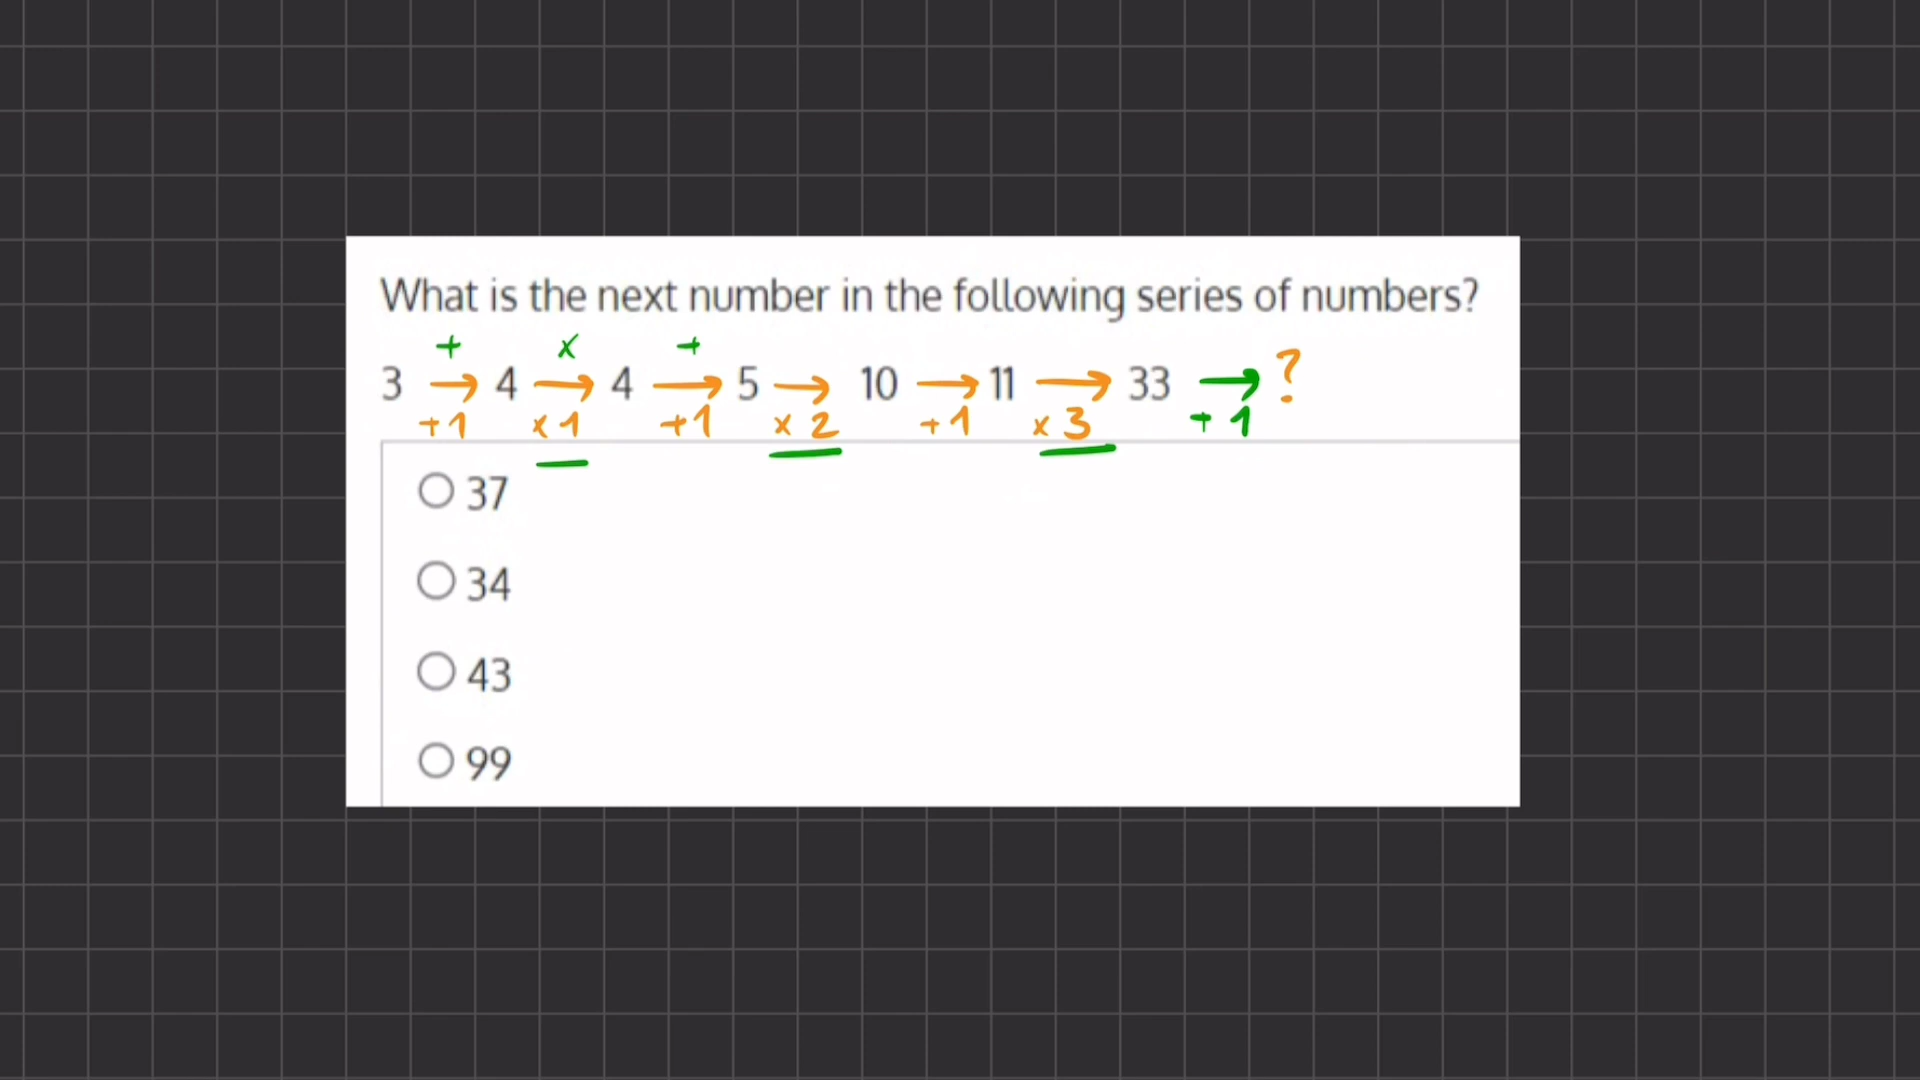 What is the next number in the following series of numbers?
+ x +
3 → 4 → 4 → 5 → 10 → 11 → 33 → ?
+1 x1 +1 x2 +1 x3 +1
37
34
43
99